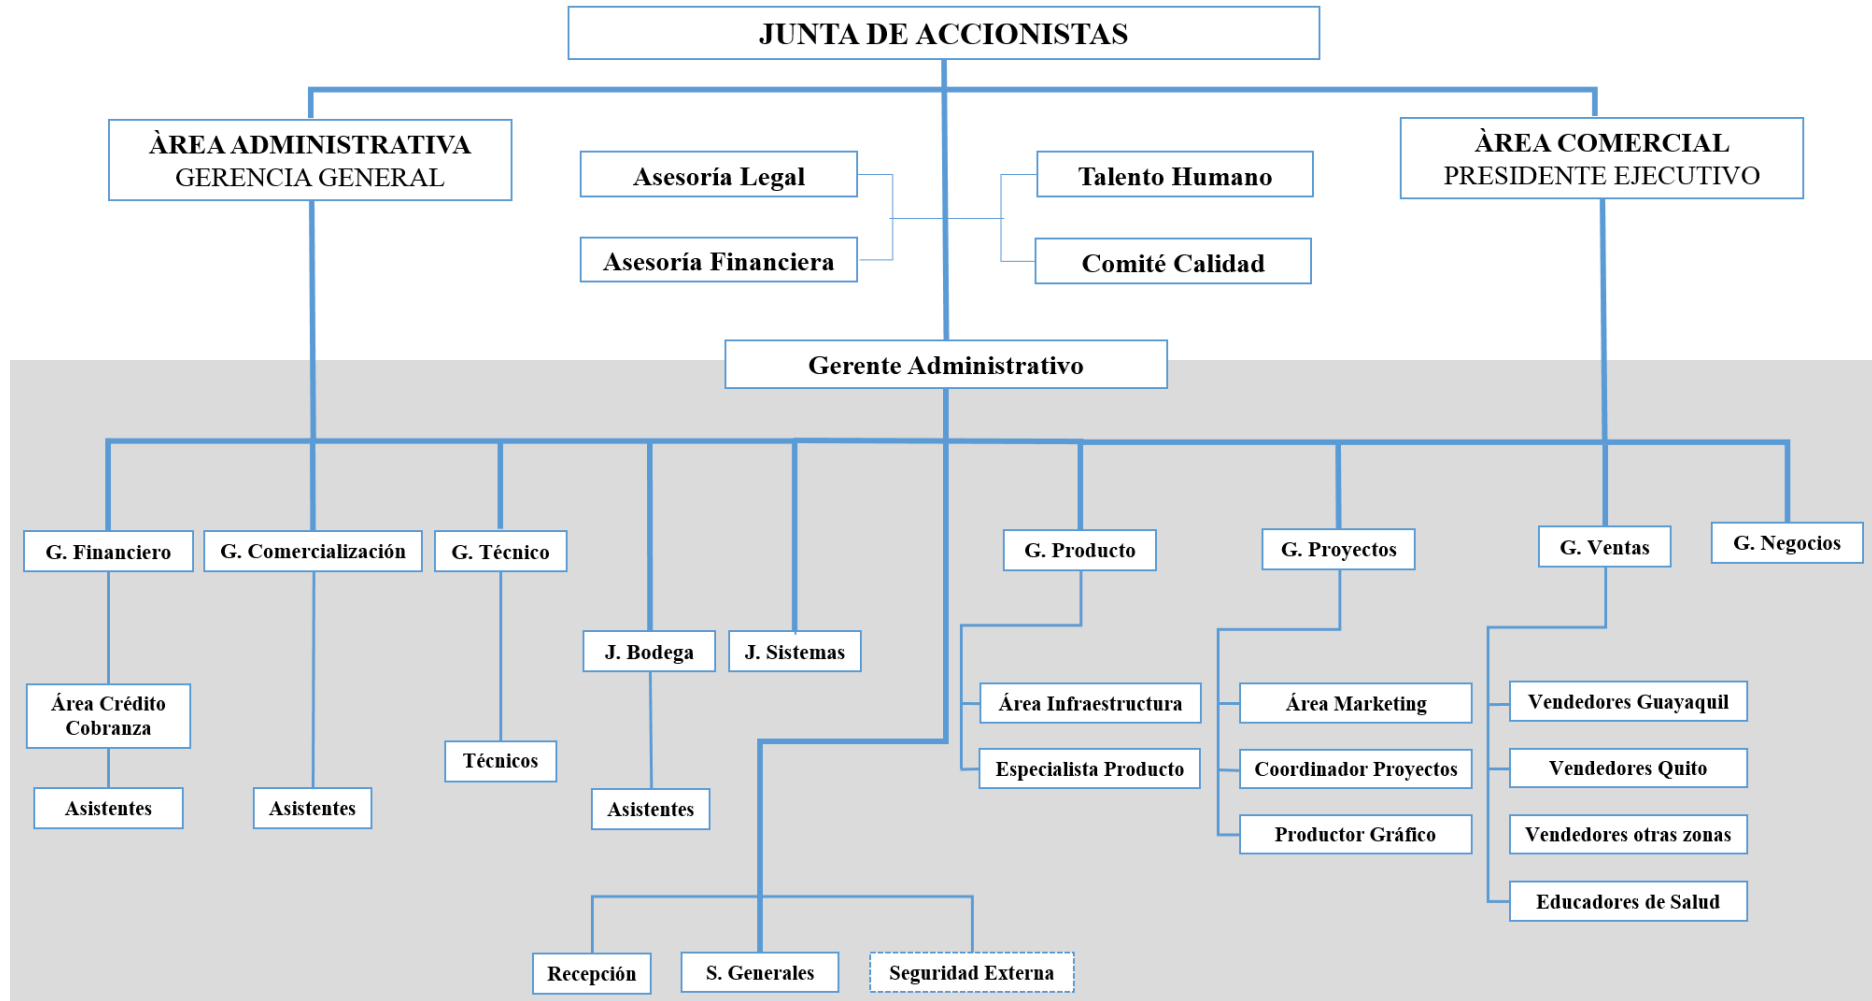 JUNTA DE ACCIONISTAS
ÀREA ADMINISTRATIVA
GERENCIA GENERAL
ÀREA COMERCIAL
PRESIDENTE EJECUTIVO
Asesoría Legal
Talento Humano
Asesoría Financiera
Comité Calidad
Gerente Administrativo
G. Financiero
G. Comercialización
G. Técnico
G. Producto
G. Proyectos
G. Ventas
G. Negocios
J. Bodega
J. Sistemas
Área Crédito
Cobranza
Área Infraestructura
Área Marketing
Vendedores Guayaquil
Técnicos
Especialista Producto
Coordinador Proyectos
Vendedores Quito
Asistentes
Asistentes
Asistentes
Productor Gráfico
Vendedores otras zonas
Educadores de Salud
Recepción
S. Generales
Seguridad Externa